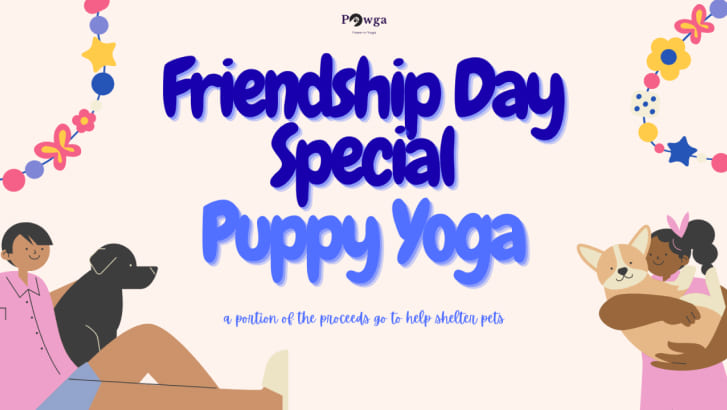 Powga
Friendship Day
Special
Puppy Yoga
a portion of the proceeds go to help shelter pets